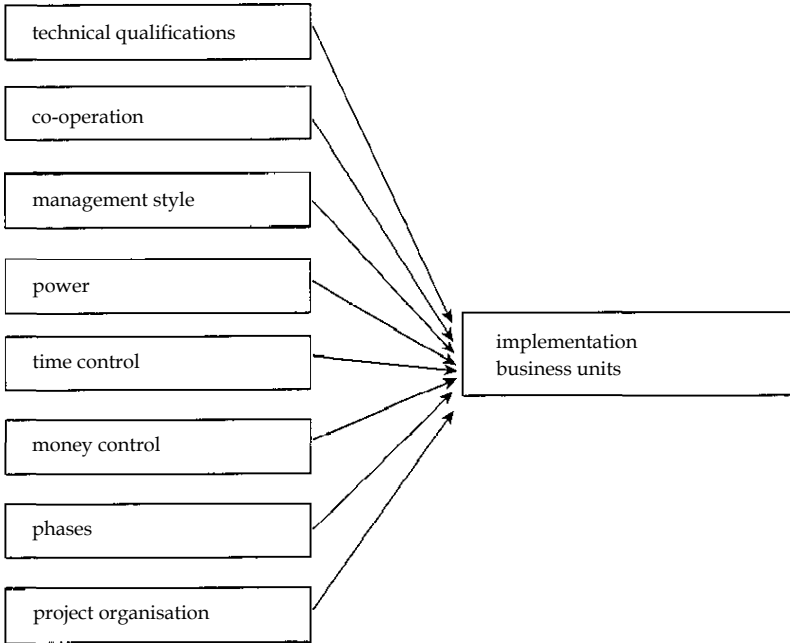 technical qualifications
co-operation
management style
power
time control
money control
phases
project organisation
implementation
business units